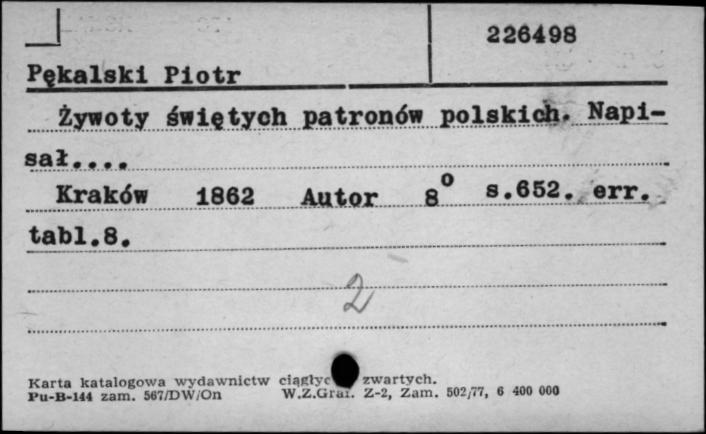 226498
Pękalski Piotr
Żywoty świętych patronów polskich. Napi-
sał....
Kraków 1862 Autor 8° s.652. err.
tabl.8.
2
Karta katalogowa wydawnictw zwartych.
Pu-B-144 zam. 567/DW/On W.Z.Graf. Z-2, Zam. 502/77, 6 400 000